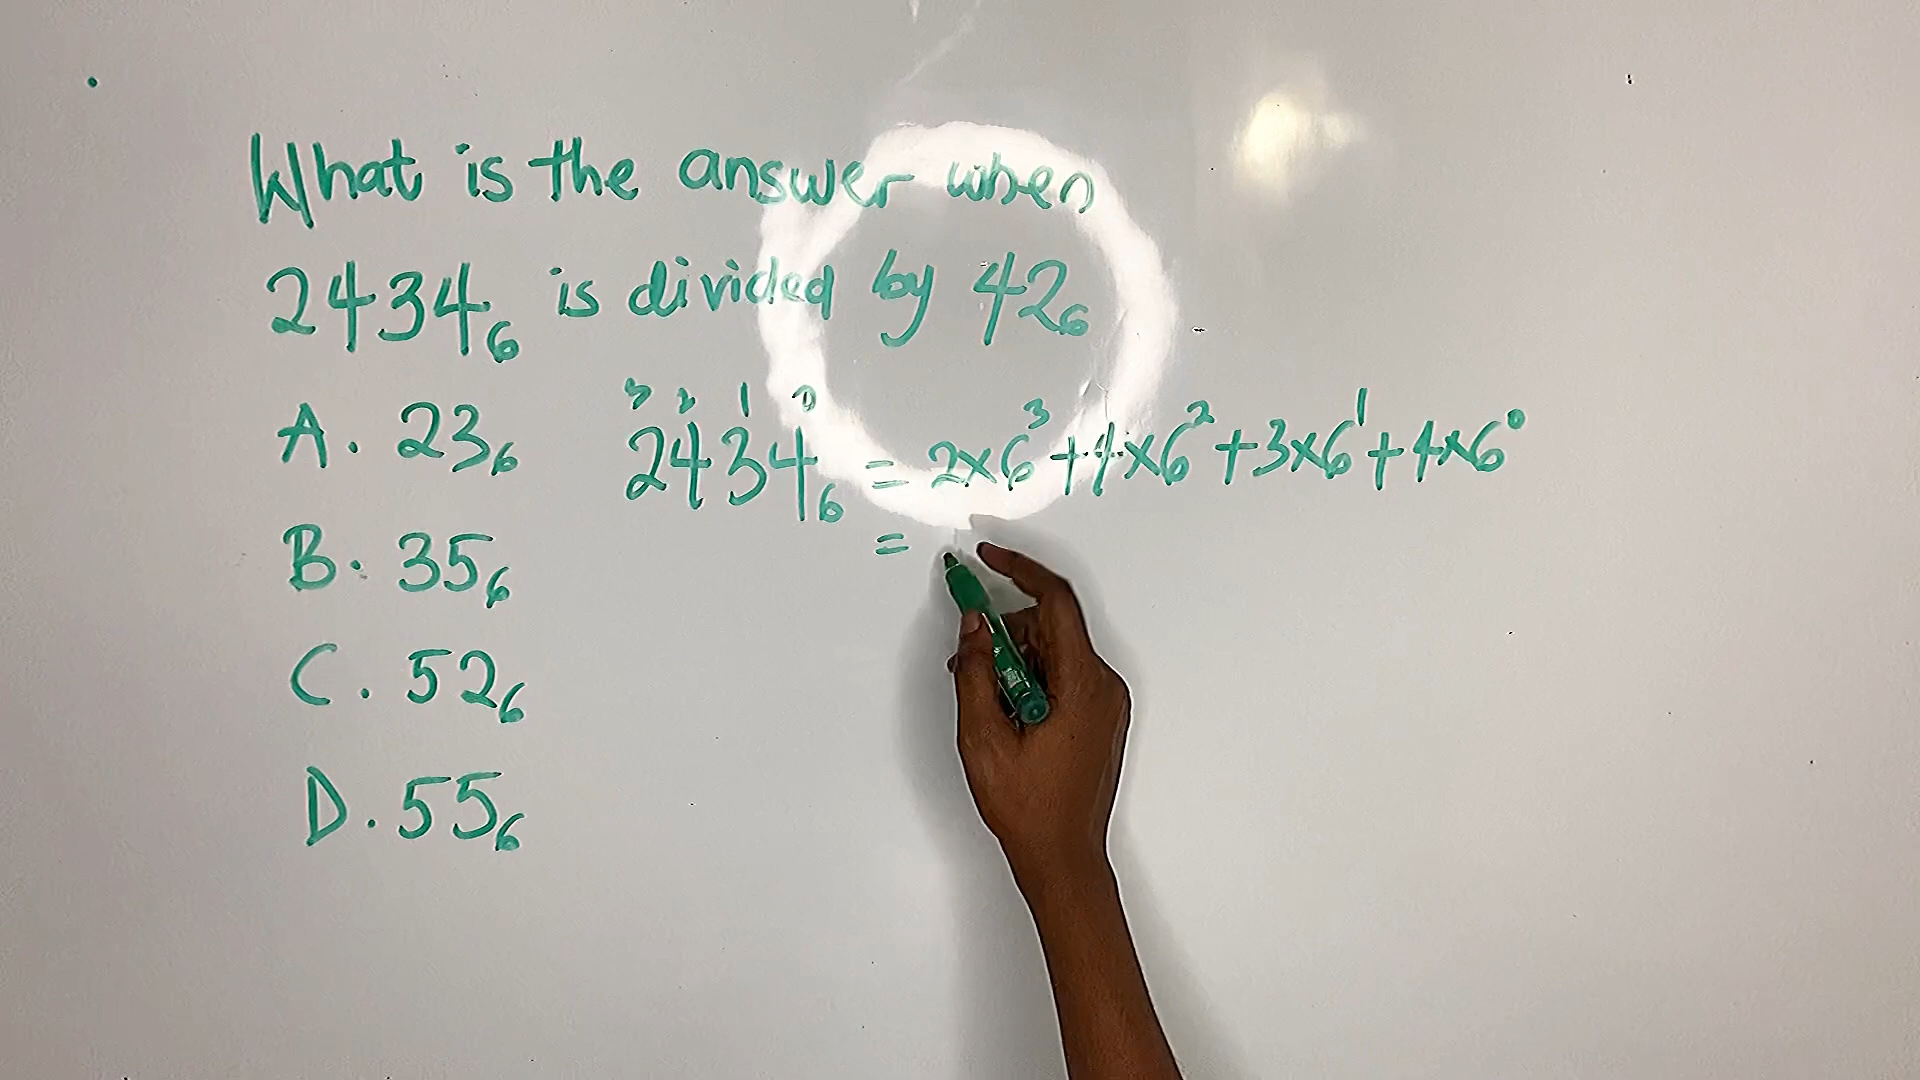 What is the answer when
2434₆ is divided by 42₆
A. 23₆
B. 35₆
C. 52₆
D. 55₆
3 2 1 0
2434₆ = 2×6³+4×6²+3×6¹+4×6⁰
=